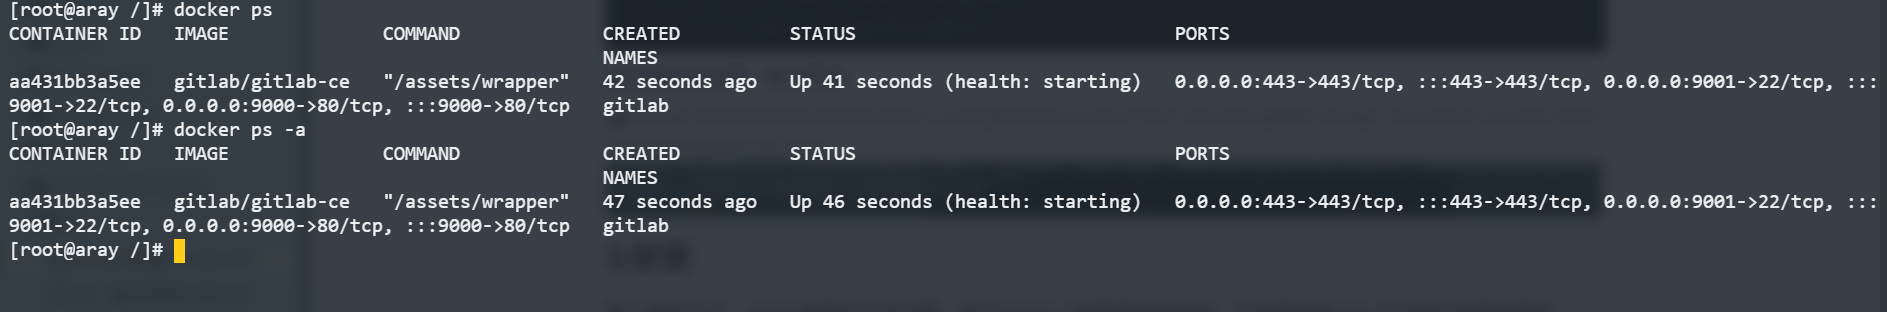 [root@aray /]# docker ps
CONTAINER ID   IMAGE              COMMAND             CREATED          STATUS                             PORTS
                                                      NAMES
aa431bb3a5ee   gitlab/gitlab-ce   "/assets/wrapper"   42 seconds ago   Up 41 seconds (health: starting)   0.0.0.0:443->443/tcp, :::443->443/tcp, 0.0.0.0:9001->22/tcp, :::
9001->22/tcp, 0.0.0.0:9000->80/tcp, :::9000->80/tcp   gitlab
[root@aray /]# docker ps -a
CONTAINER ID   IMAGE              COMMAND             CREATED          STATUS                             PORTS
                                                      NAMES
aa431bb3a5ee   gitlab/gitlab-ce   "/assets/wrapper"   47 seconds ago   Up 46 seconds (health: starting)   0.0.0.0:443->443/tcp, :::443->443/tcp, 0.0.0.0:9001->22/tcp, :::
9001->22/tcp, 0.0.0.0:9000->80/tcp, :::9000->80/tcp   gitlab
[root@aray /]#